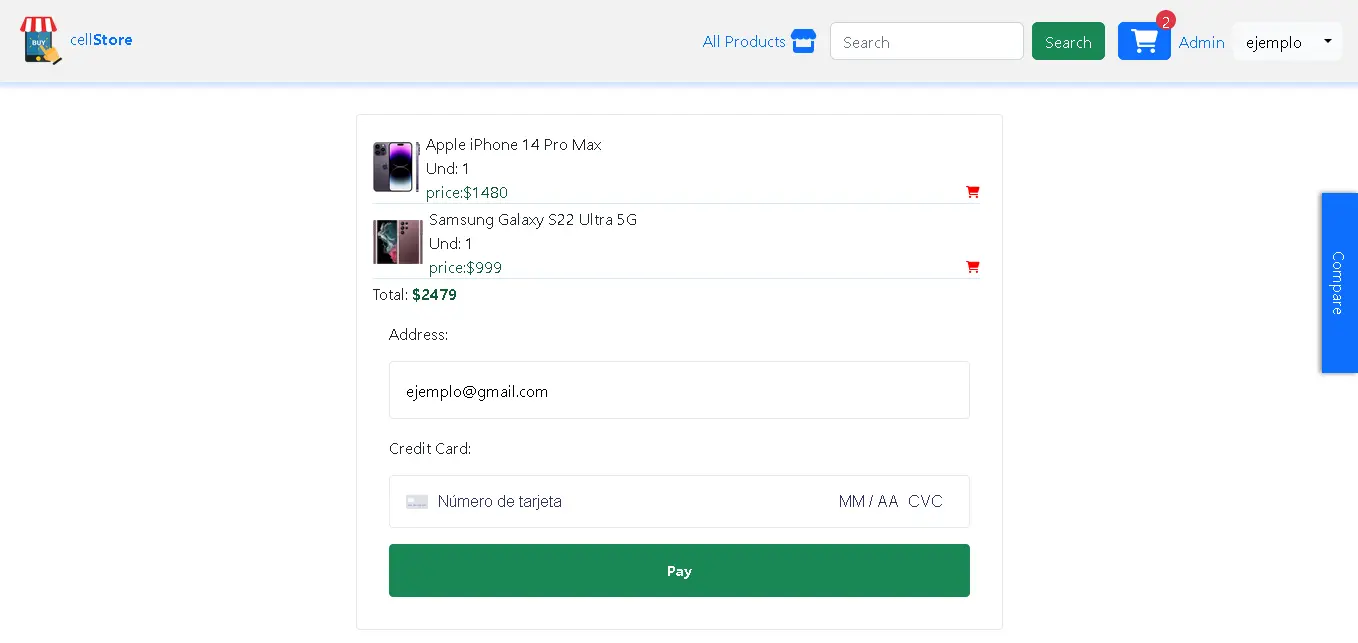 BUY
cellStore
All Products
Search
Search
2
Admin
ejemplo
Apple iPhone 14 Pro Max
Und: 1
price:$1480
Samsung Galaxy S22 Ultra 5G
Und: 1
price:$999
Total: $2479
Address:
ejemplo@gmail.com
Credit Card:
Número de tarjeta
MM / AA CVC
Pay
Compare